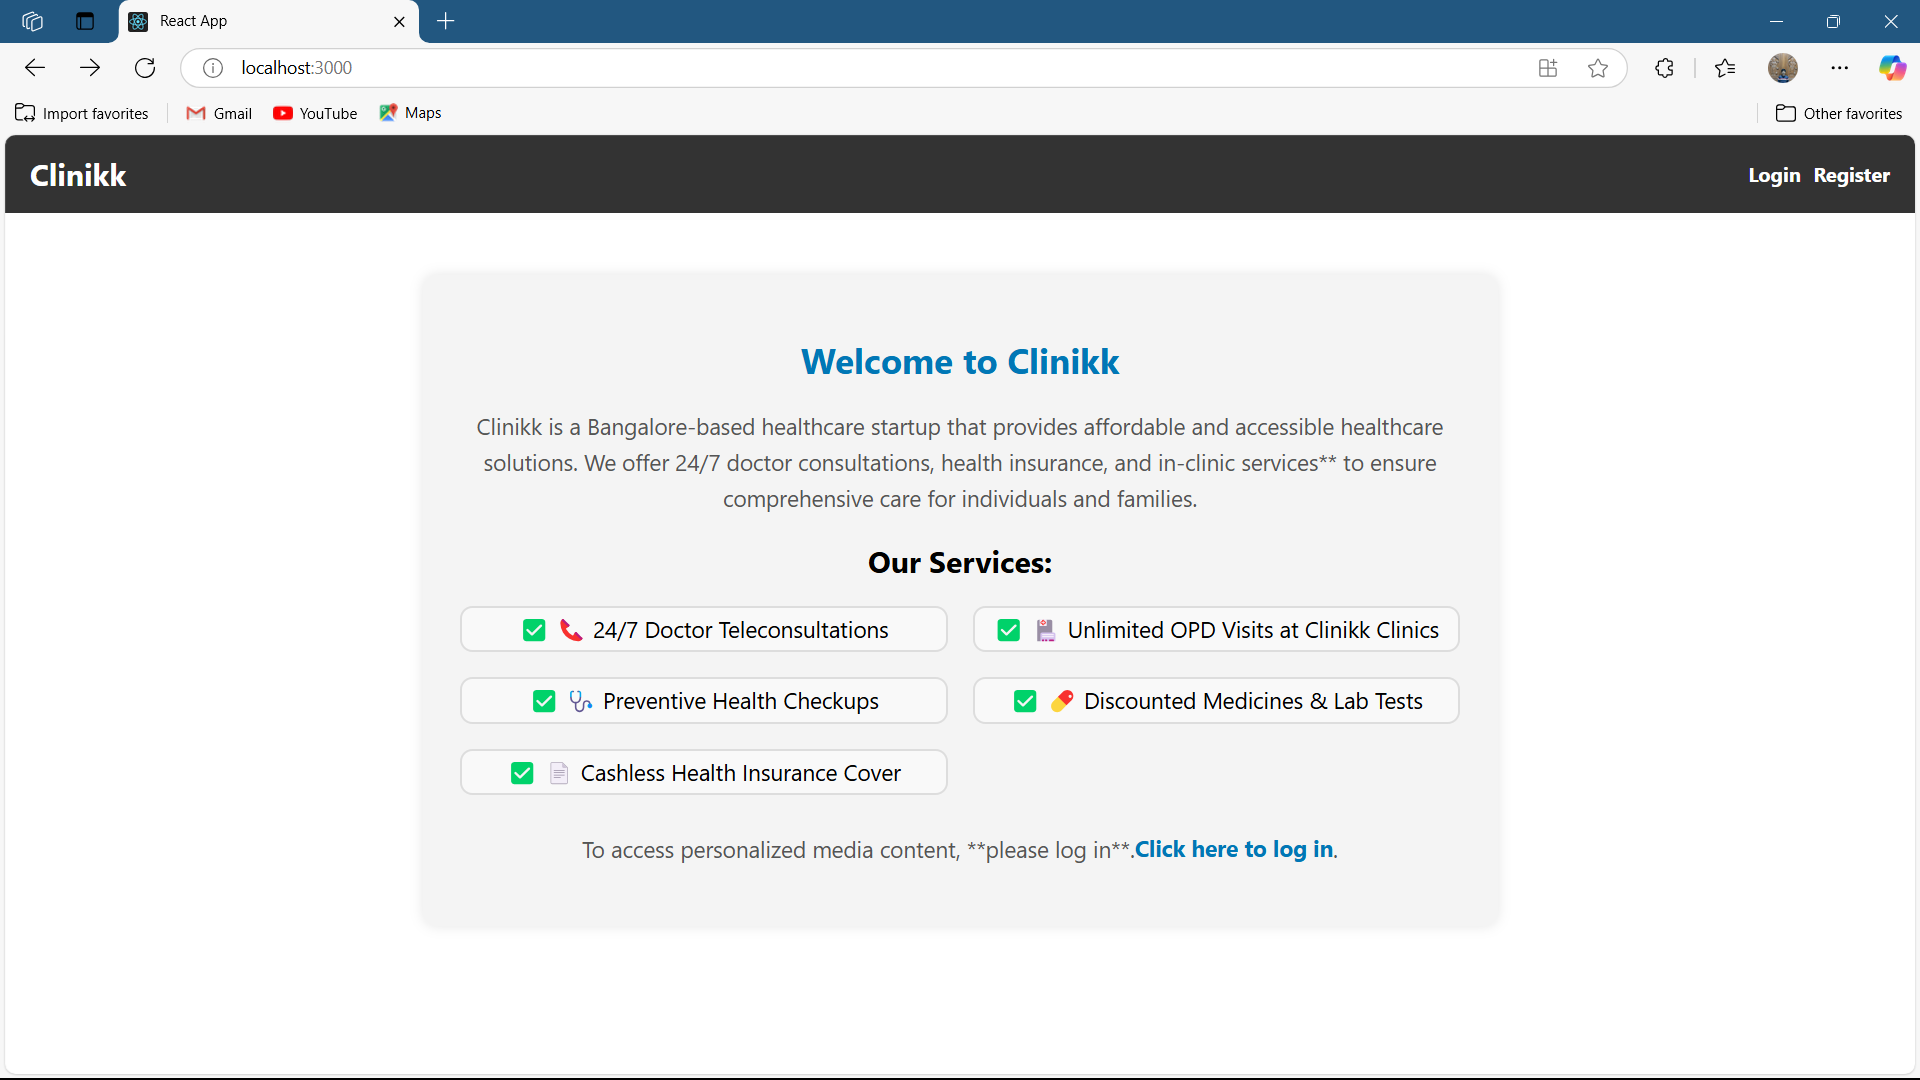 React App
localhost:3000
Import favorites
Gmail
YouTube
Maps
Other favorites
Clinikk
Login
Register
Welcome to Clinikk
Clinikk is a Bangalore-based healthcare startup that provides affordable and accessible healthcare
solutions. We offer 24/7 doctor consultations, health insurance, and in-clinic services** to ensure
comprehensive care for individuals and families.
Our Services:
✅ 📞 24/7 Doctor Teleconsultations
✅ 🏥 Unlimited OPD Visits at Clinikk Clinics
✅ 🩺 Preventive Health Checkups
✅ 💊 Discounted Medicines & Lab Tests
✅ 📄 Cashless Health Insurance Cover
To access personalized media content, **please log in**.Click here to log in.